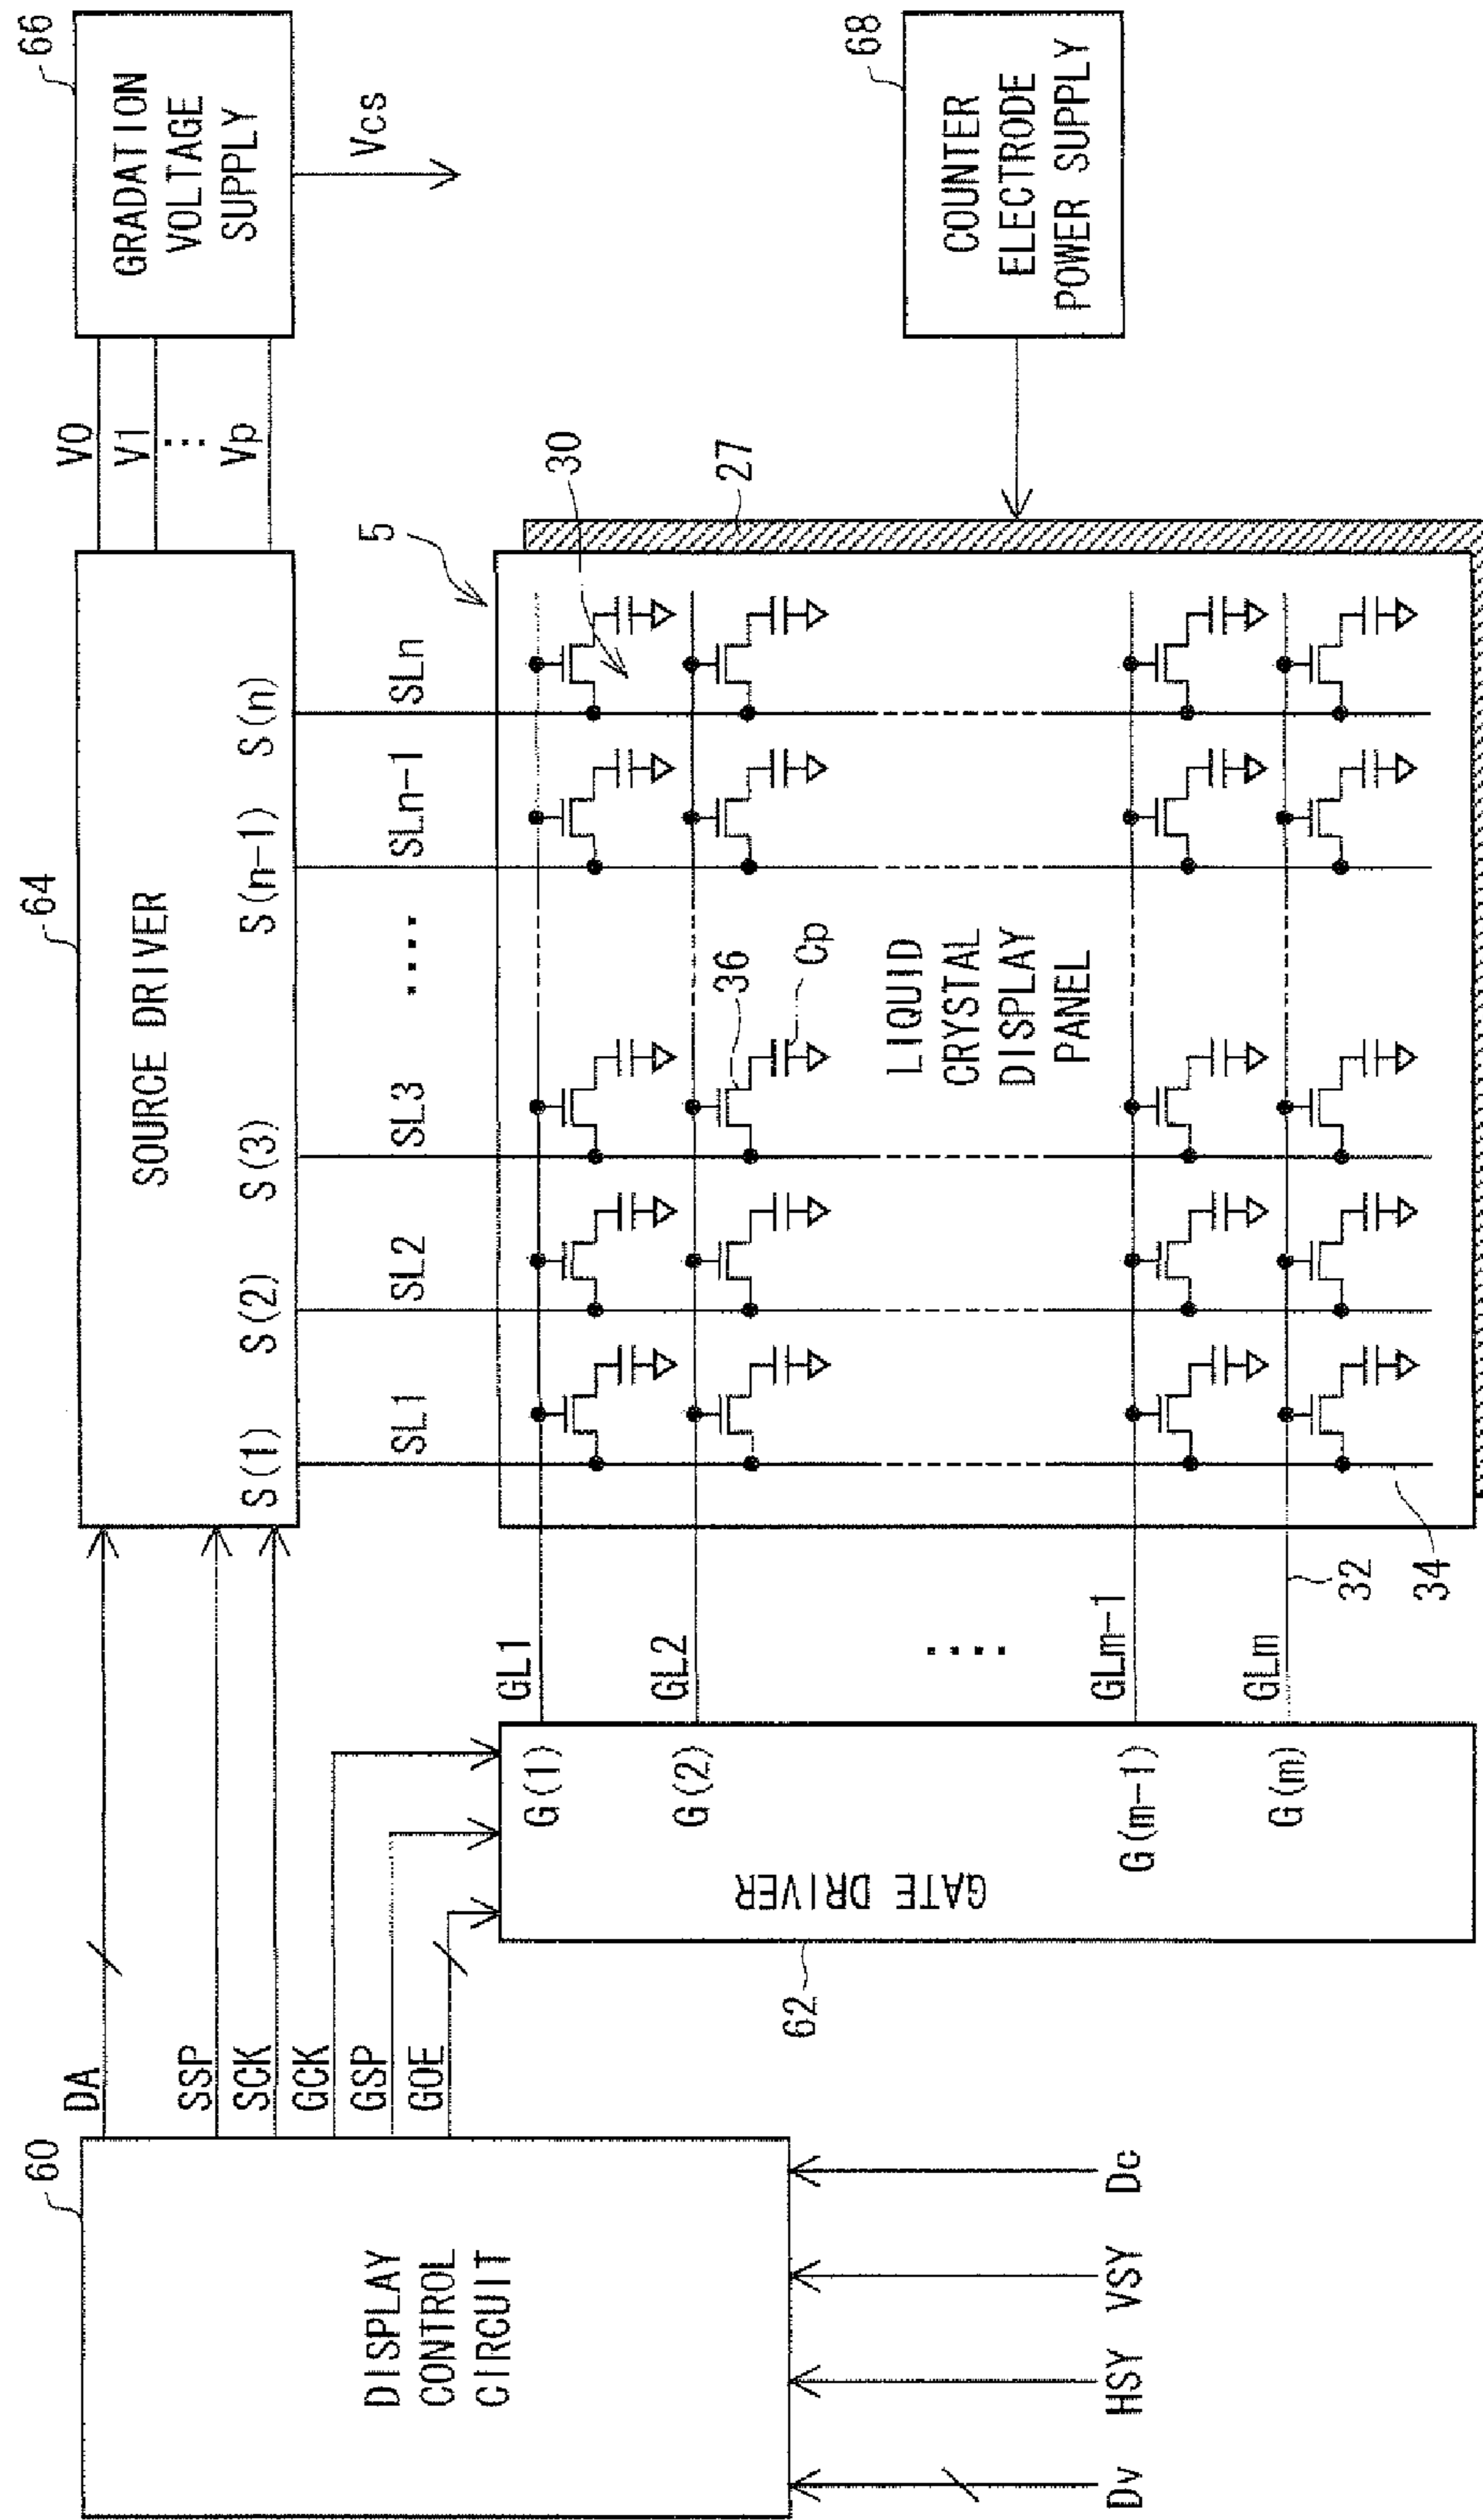 60
DISPLAY
CONTROL
CIRCUIT
Dv
HSY
VSY
Dc
DA
SSP
SCK
GCK
GSP
GOE
62
GATE DRIVER
G(1)
G(2)
G(m-1)
G(m)
GL1
GL2
....
GLm-1
GLm
32
34
64
SOURCE DRIVER
S(1)
S(2)
S(3)
S(n-1)
S(n)
SL1
SL2
SL3
....
SLn-1
SLn
5
30
36
Cp
LIQUID
CRYSTAL
DISPLAY
PANEL
27
V0
V1
...
Vp
66
GRADATION
VOLTAGE
SUPPLY
Vcs
68
COUNTER
ELECTRODE
POWER SUPPLY